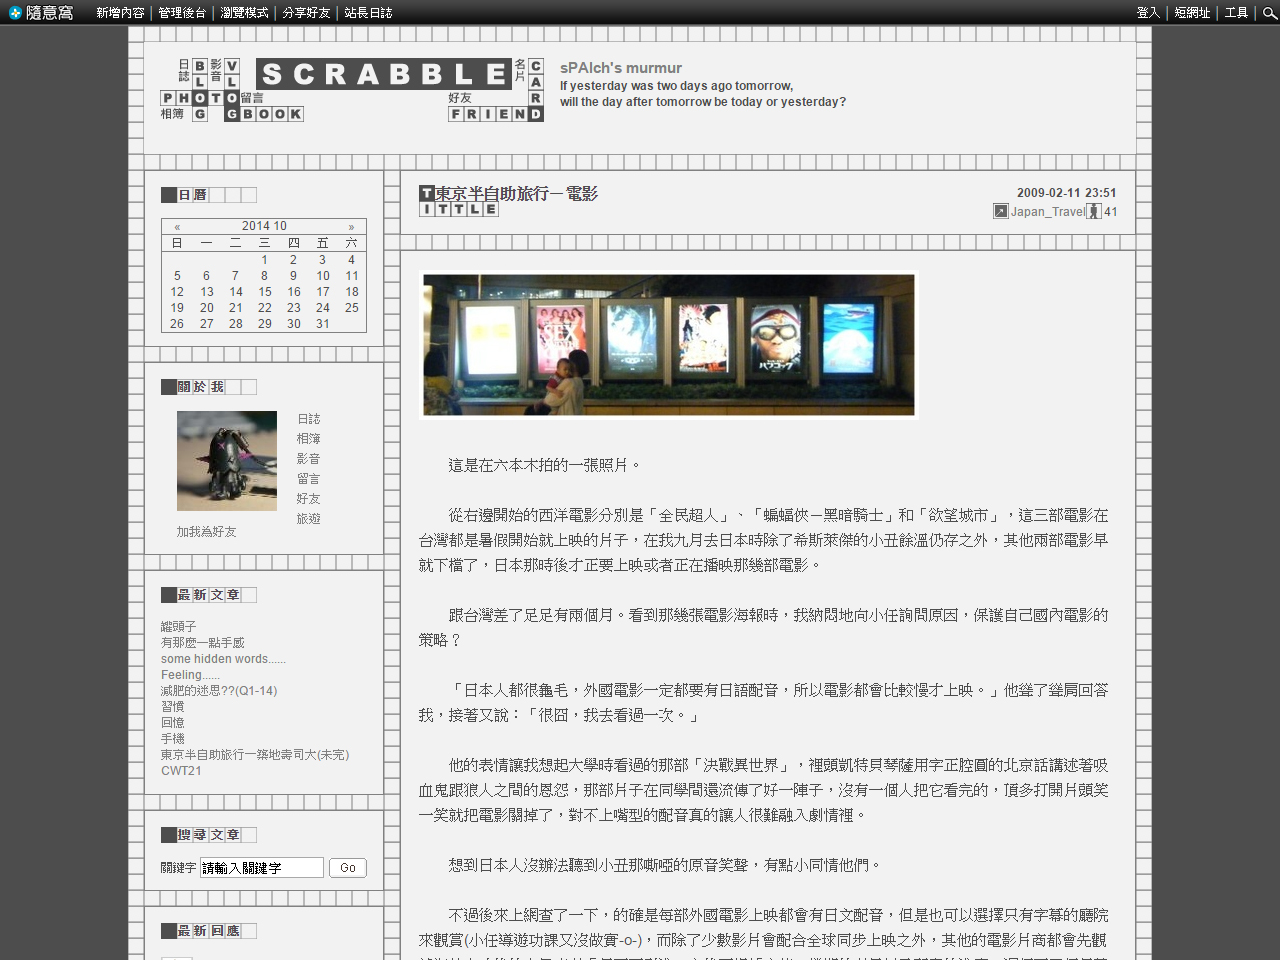 隨意窩 新增內容 管理後台 瀏覽模式 分享好友 站長日誌 登入 短網址 工具
日誌 BLOG 影音 VLOG SCRABBLE 名片 CARD
PHOTO 相簿 留言 GBOOK 好友 FRIEND
sPAlch's murmur
If yesterday was two days ago tomorrow,
will the day after tomorrow be today or yesterday?
日曆
« 2014 10 »
日 一 二 三 四 五 六
1 2 3 4
5 6 7 8 9 10 11
12 13 14 15 16 17 18
19 20 21 22 23 24 25
26 27 28 29 30 31
關於我
日誌
相簿
影音
留言
好友
旅遊
加我為好友
最新文章
罐頭子
有那麼一點手感
some hidden words......
Feeling......
減肥的迷思??(Q1-14)
習慣
回憶
手機
東京半自助旅行－築地壽司大(未完)
CWT21
搜尋文章
關鍵字 請輸入關鍵字 Go
最新回應
東京半自助旅行－電影
TITTLE
2009-02-11 23:51
Japan_Travel 41
這是在六本木拍的一張照片。
從右邊開始的西洋電影分別是「全民超人」、「蝙蝠俠－黑暗騎士」和「欲望城市」，這三部電影在
台灣都是暑假開始就上映的片子，在我九月去日本時除了希斯萊傑的小丑餘溫仍存之外，其他兩部電影早
就下檔了，日本那時後才正要上映或者正在播映那幾部電影。
跟台灣差了足足有兩個月。看到那幾張電影海報時，我納悶地向小任詢問原因，保護自己國內電影的
策略？
「日本人都很龜毛，外國電影一定都要有日語配音，所以電影都會比較慢才上映。」他聳了聳肩回答
我，接著又說：「很囧，我去看過一次。」
他的表情讓我想起大學時看過的那部「決戰異世界」，裡頭凱特貝琴薩用字正腔圓的北京話講述著吸
血鬼跟狼人之間的恩怨，那部片子在同學間還流傳了好一陣子，沒有一個人把它看完的，頂多打開片頭笑
一笑就把電影關掉了，對不上嘴型的配音真的讓人很難融入劇情裡。
想到日本人沒辦法聽到小丑那嘶啞的原音笑聲，有點小同情他們。
不過後來上網查了一下，的確是每部外國電影上映都會有日文配音，但是也可以選擇只有字幕的廳院
來觀賞(小任導遊功課又沒做實-o-)，而除了少數影片會配合全球同步上映之外，其他的電影片商都會先觀